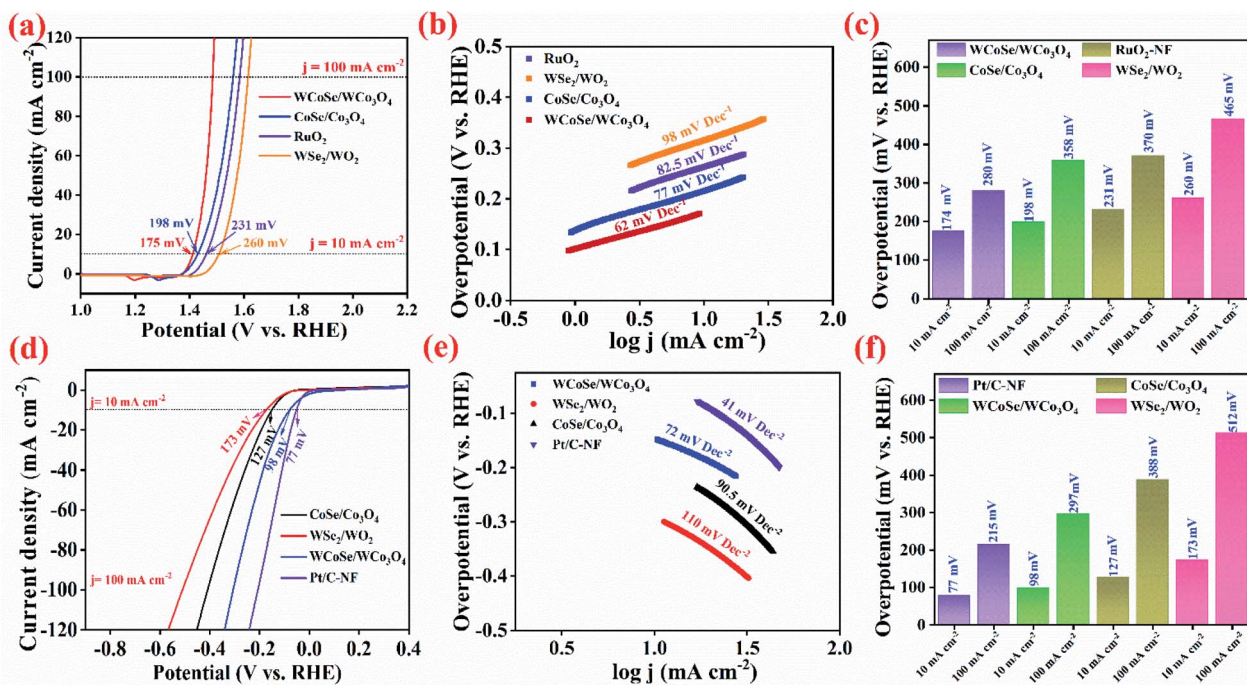 (a)
120
100
80
60
40
20
0
Current density (mA cm⁻²)
j = 100 mA cm⁻²
WCoSe/WCo₃O₄
CoSe/Co₃O₄
RuO₂
WSe₂/WO₂
198 mV
231 mV
175 mV
260 mV
j = 10 mA cm⁻²
1.0 1.2 1.4 1.6 1.8 2.0 2.2
Potential (V vs. RHE)
(b)
0.5
0.4
0.3
0.2
0.1
0.0
Overpotential (V vs. RHE)
RuO₂
WSe₂/WO₂
CoSe/Co₃O₄
WCoSe/WCo₃O₄
98 mV Dec⁻¹
82.5 mV Dec⁻¹
77 mV Dec⁻¹
62 mV Dec⁻¹
-0.5 0.0 0.5 1.0 1.5 2.0
log j (mA cm⁻²)
(c)
600
500
400
300
200
100
0
Overpotential (mV vs. RHE)
WCoSe/WCo₃O₄ RuO₂-NF
CoSe/Co₃O₄ WSe₂/WO₂
174 mV 280 mV 198 mV 358 mV 231 mV 370 mV 260 mV 465 mV
10 mA cm⁻² 100 mA cm⁻² 10 mA cm⁻² 100 mA cm⁻² 10 mA cm⁻² 100 mA cm⁻² 10 mA cm⁻² 100 mA cm⁻²
(d)
0
-20
-40
-60
-80
-100
-120
Current density (mA cm⁻²)
j= 10 mA cm⁻²
173 mV
127 mV
98 mV
77 mV
CoSe/Co₃O₄
WSe₂/WO₂
WCoSe/WCo₃O₄
Pt/C-NF
j= 100 mA cm⁻²
-0.8 -0.6 -0.4 -0.2 0.0 0.2 0.4
Potential (V vs. RHE)
(e)
-0.1
-0.2
-0.3
-0.4
-0.5
Overpotential (V vs. RHE)
WCoSe/WCo₃O₄
WSe₂/WO₂
CoSe/Co₃O₄
Pt/C-NF
41 mV Dec⁻²
72 mV Dec⁻²
90.5 mV Dec⁻²
110 mV Dec⁻²
0.5 1.0 1.5 2.0
log j (mA cm⁻²)
(f)
600
500
400
300
200
100
0
Overpotential (mV vs. RHE)
Pt/C-NF CoSe/Co₃O₄
WCoSe/WCo₃O₄ WSe₂/WO₂
77 mV 215 mV 98 mV 297mV 127 mV 388 mV 173 mV 512 mV
10 mA cm⁻² 100 mA cm⁻² 10 mA cm⁻² 100 mA cm⁻² 10 mA cm⁻² 100 mA cm⁻² 10 mA cm⁻² 100 mA cm⁻²